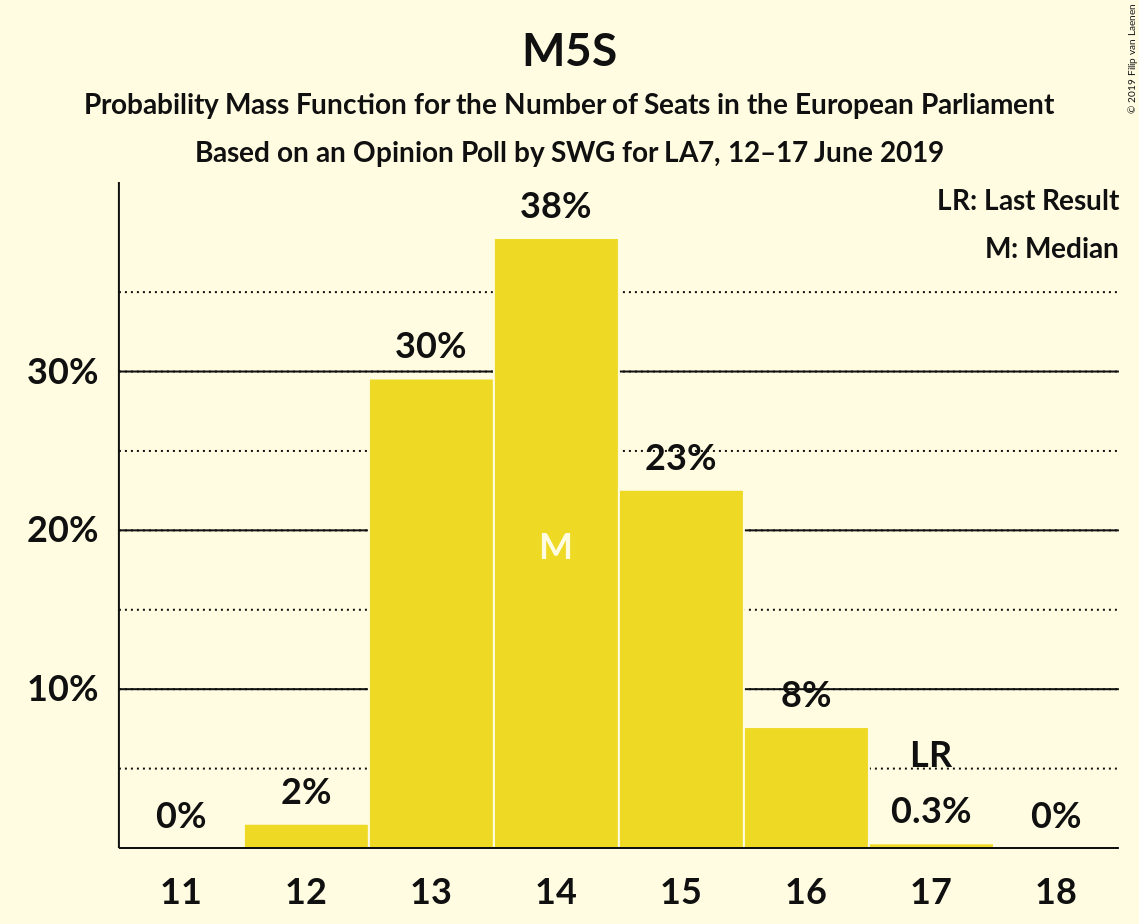 M5S
Probability Mass Function for the Number of Seats in the European Parliament
Based on an Opinion Poll by SWG for LA7, 12–17 June 2019
© 2019 Filip van Laenen
LR: Last Result
M: Median
38%
30%
30%
23%
20%
M
10%
8%
LR
2%
0.3%
0%
0%
11 12 13 14 15 16 17 18